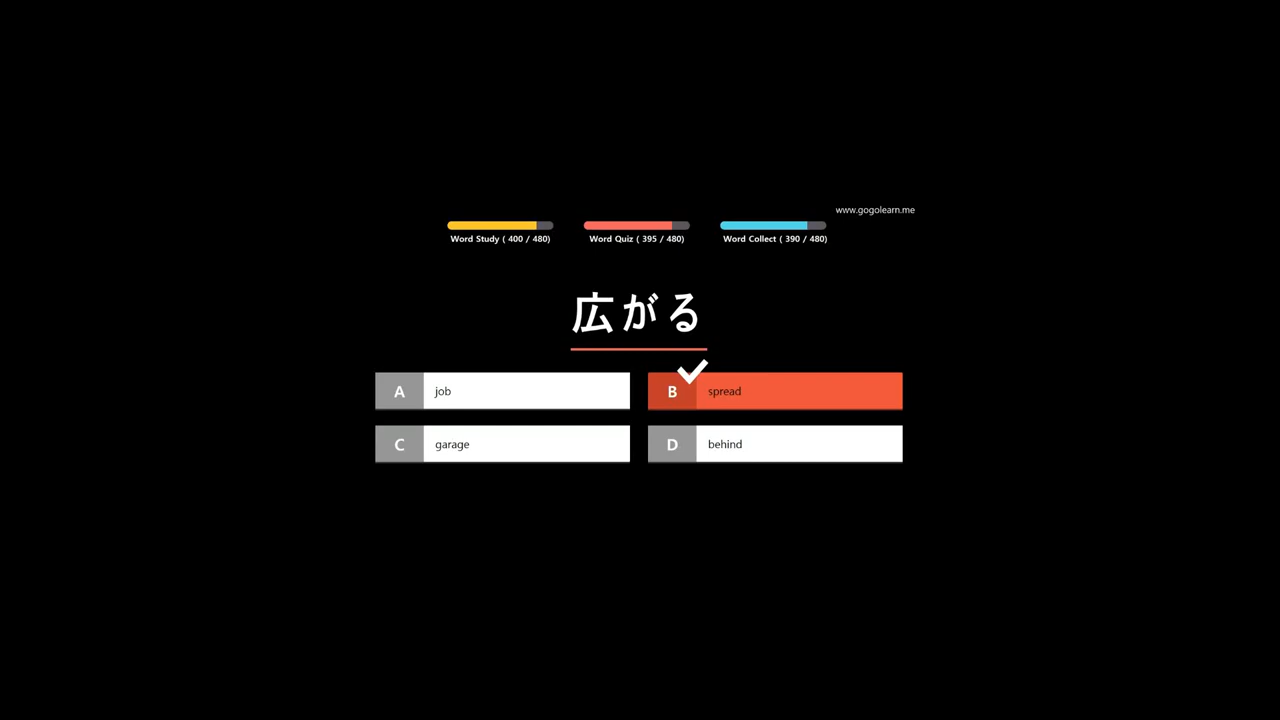 www.gogolearn.me
Word Study ( 400 / 480)
Word Quiz ( 395 / 480)
Word Collect ( 390 / 480)
広がる
A job
B spread
C garage
D behind